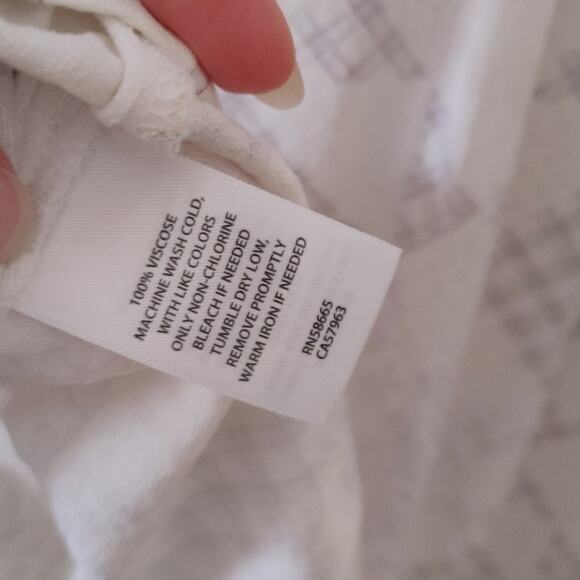 100% VISCOSE
MACHINE WASH COLD,
WITH LIKE COLORS
ONLY NON-CHLORINE
BLEACH IF NEEDED
TUMBLE DRY LOW,
REMOVE PROMPTLY
WARM IRON IF NEEDED
RN58665
CA57963